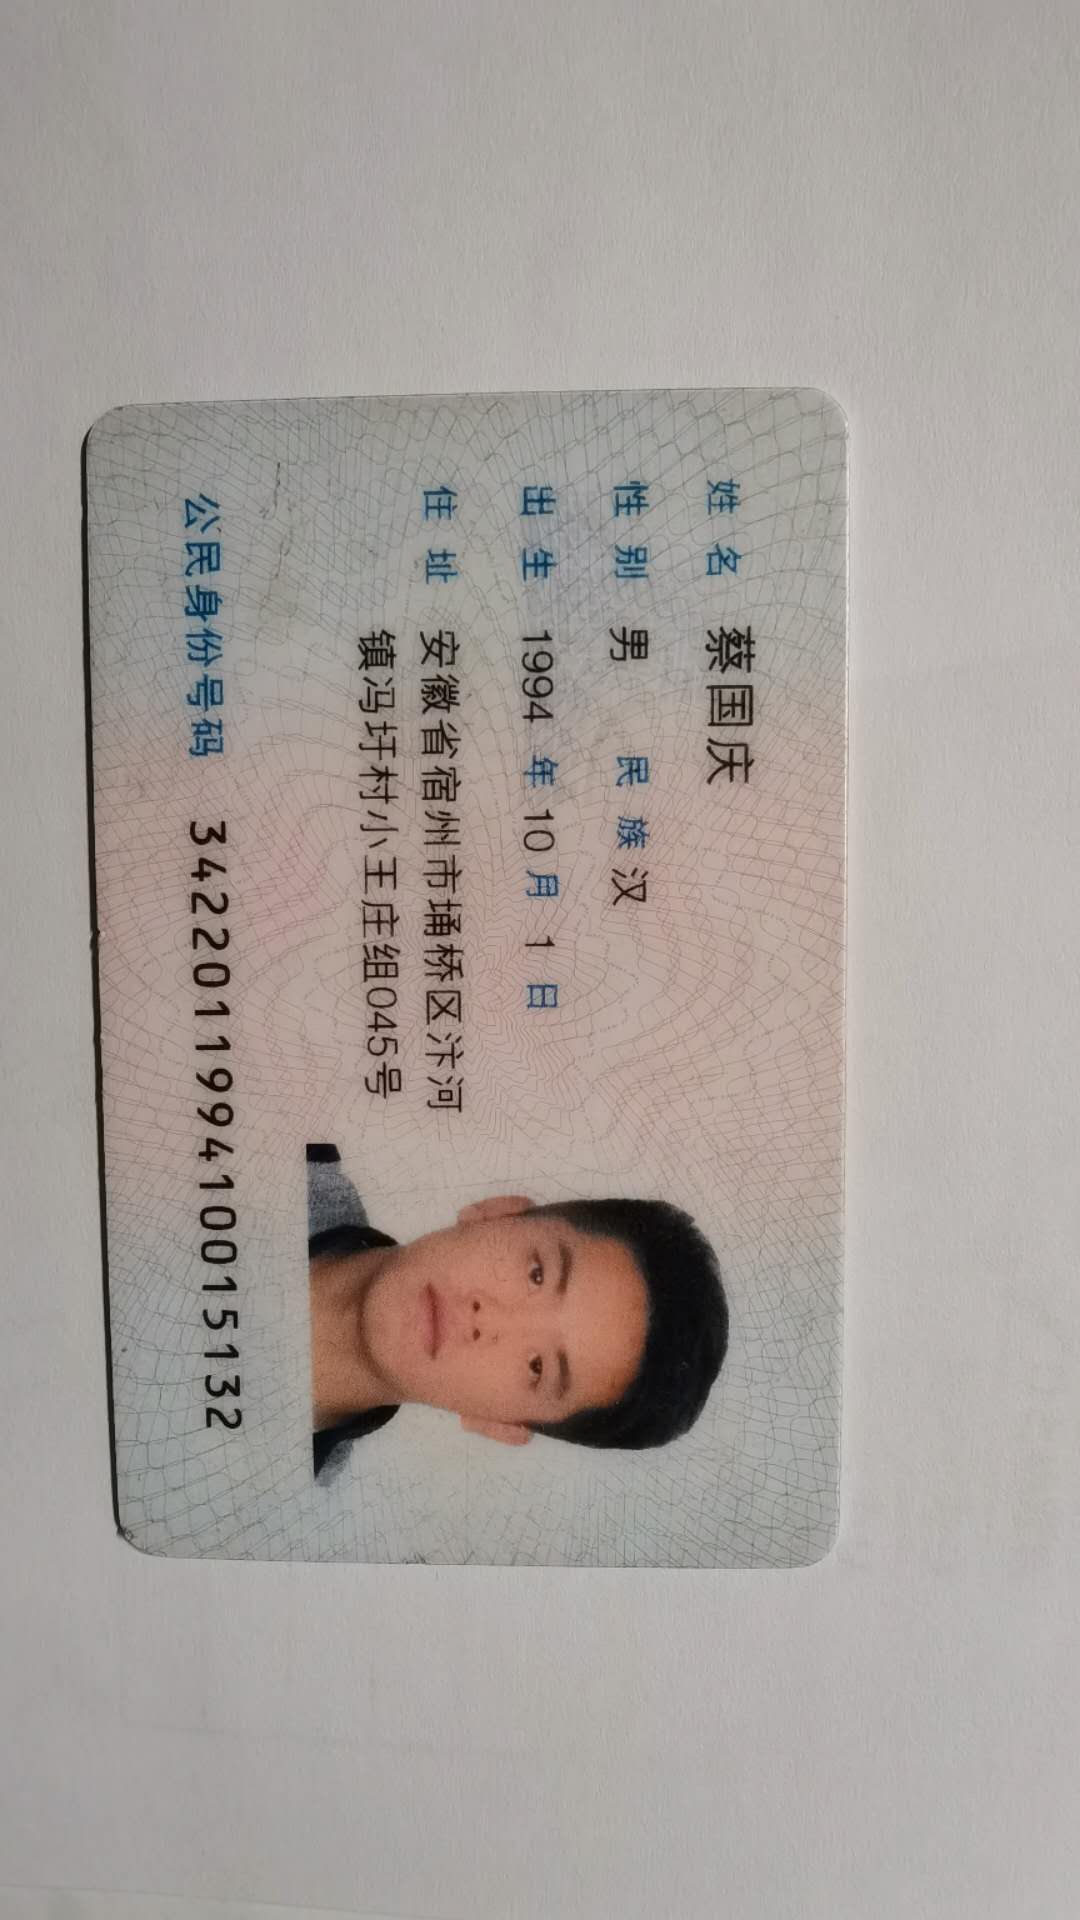 姓名 蔡国庆
性别 男 民族 汉
出生 1994 年 10 月 1 日
住址 安徽省宿州市埇桥区汴河
镇冯圩村小王庄组045号
公民身份号码 342201199410015132